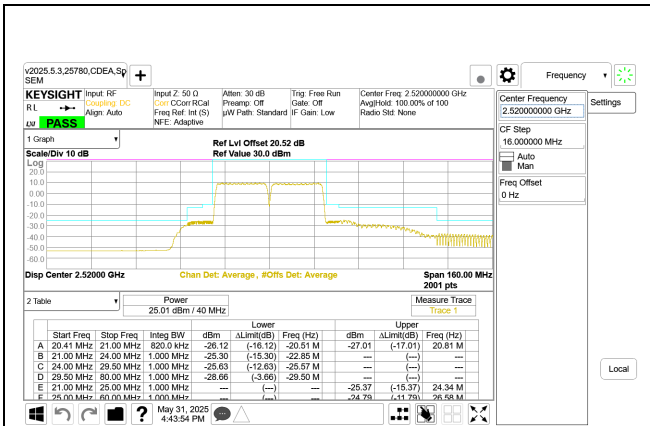 v2025.5.3,25780,CDEA,Sp
SEM
Frequency
KEYSIGHT
RL
PASS
Input: RF
Coupling: DC
Align: Auto
Input Z: 50 Ω
Corr CCorr RCal
Freq Ref: Int (S)
NFE: Adaptive
Atten: 30 dB
Preamp: Off
µW Path: Standard
Trig: Free Run
Gate: Off
IF Gain: Low
Center Freq: 2.520000000 GHz
Avg|Hold: 100.00% of 100
Radio Std: None
Center Frequency
2.520000000 GHz
Settings
CF Step
16.000000 MHz
Auto
Man
Freq Offset
0 Hz
1 Graph
Scale/Div 10 dB
Ref Lvl Offset 20.52 dB
Ref Value 30.0 dBm
Log
20.0
10.0
0.00
-10.0
-20.0
-30.0
-40.0
-50.0
-60.0
Disp Center 2.52000 GHz
Chan Det: Average , #Offs Det: Average
Span 160.00 MHz
2001 pts
2 Table
Power
25.01 dBm / 40 MHz
Measure Trace
Trace 1
Lower Upper
Start Freq Stop Freq Integ BW dBm ΔLimit(dB) Freq (Hz) dBm ΔLimit(dB) Freq (Hz)
A 20.41 MHz 21.00 MHz 820.0 kHz -26.12 (-16.12) -20.51 M -27.01 (-17.01) 20.81 M
B 21.00 MHz 24.00 MHz 1.000 MHz -25.30 (-15.30) -22.85 M --- (---) ---
C 24.00 MHz 29.50 MHz 1.000 MHz -25.63 (-12.63) -25.57 M --- (---) ---
D 29.50 MHz 80.00 MHz 1.000 MHz -28.66 (-3.66) -29.50 M --- (---) ---
E 21.00 MHz 25.00 MHz 1.000 MHz --- (---) --- -25.37 (-15.37) 24.34 M
F 25.00 MHz 60.00 MHz 1.000 MHz --- (---) --- -24.79 (-11.79) 26.58 M
Local
?
May 31, 2025
4:43:54 PM